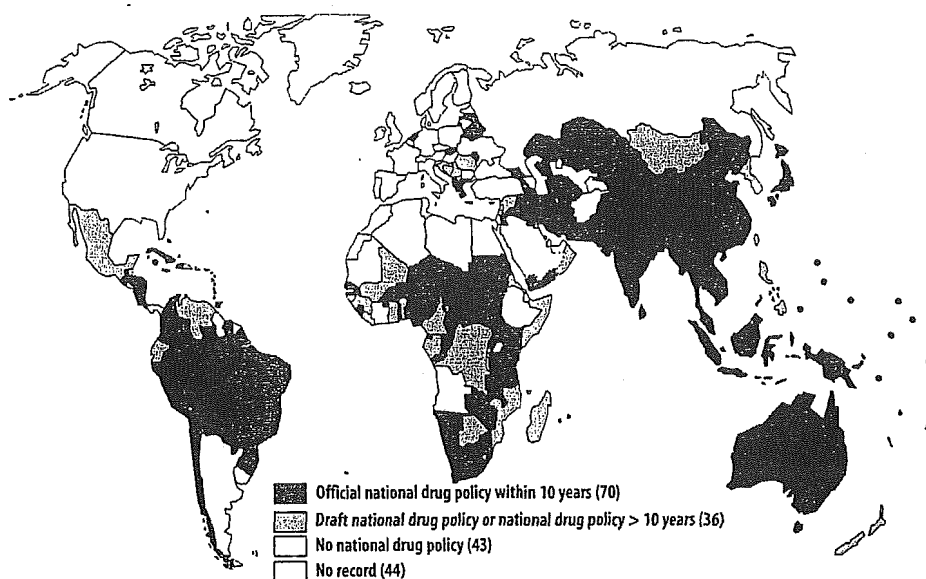 Official national drug policy within 10 years (70)
Draft national drug policy or national drug policy > 10 years (36)
No national drug policy (43)
No record (44)